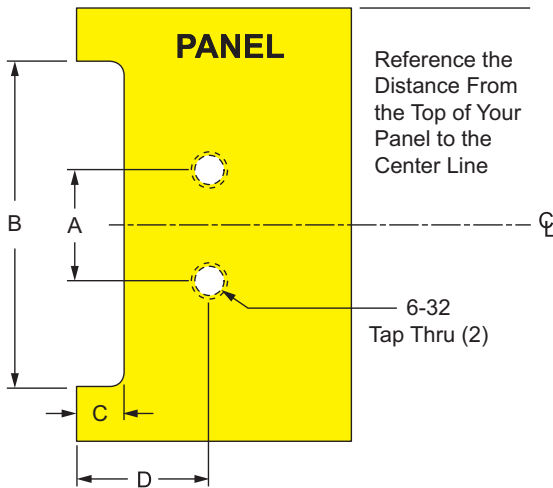 PANEL
Reference the
Distance From
the Top of Your
Panel to the
Center Line
B
A
℄
6-32
Tap Thru (2)
C
D